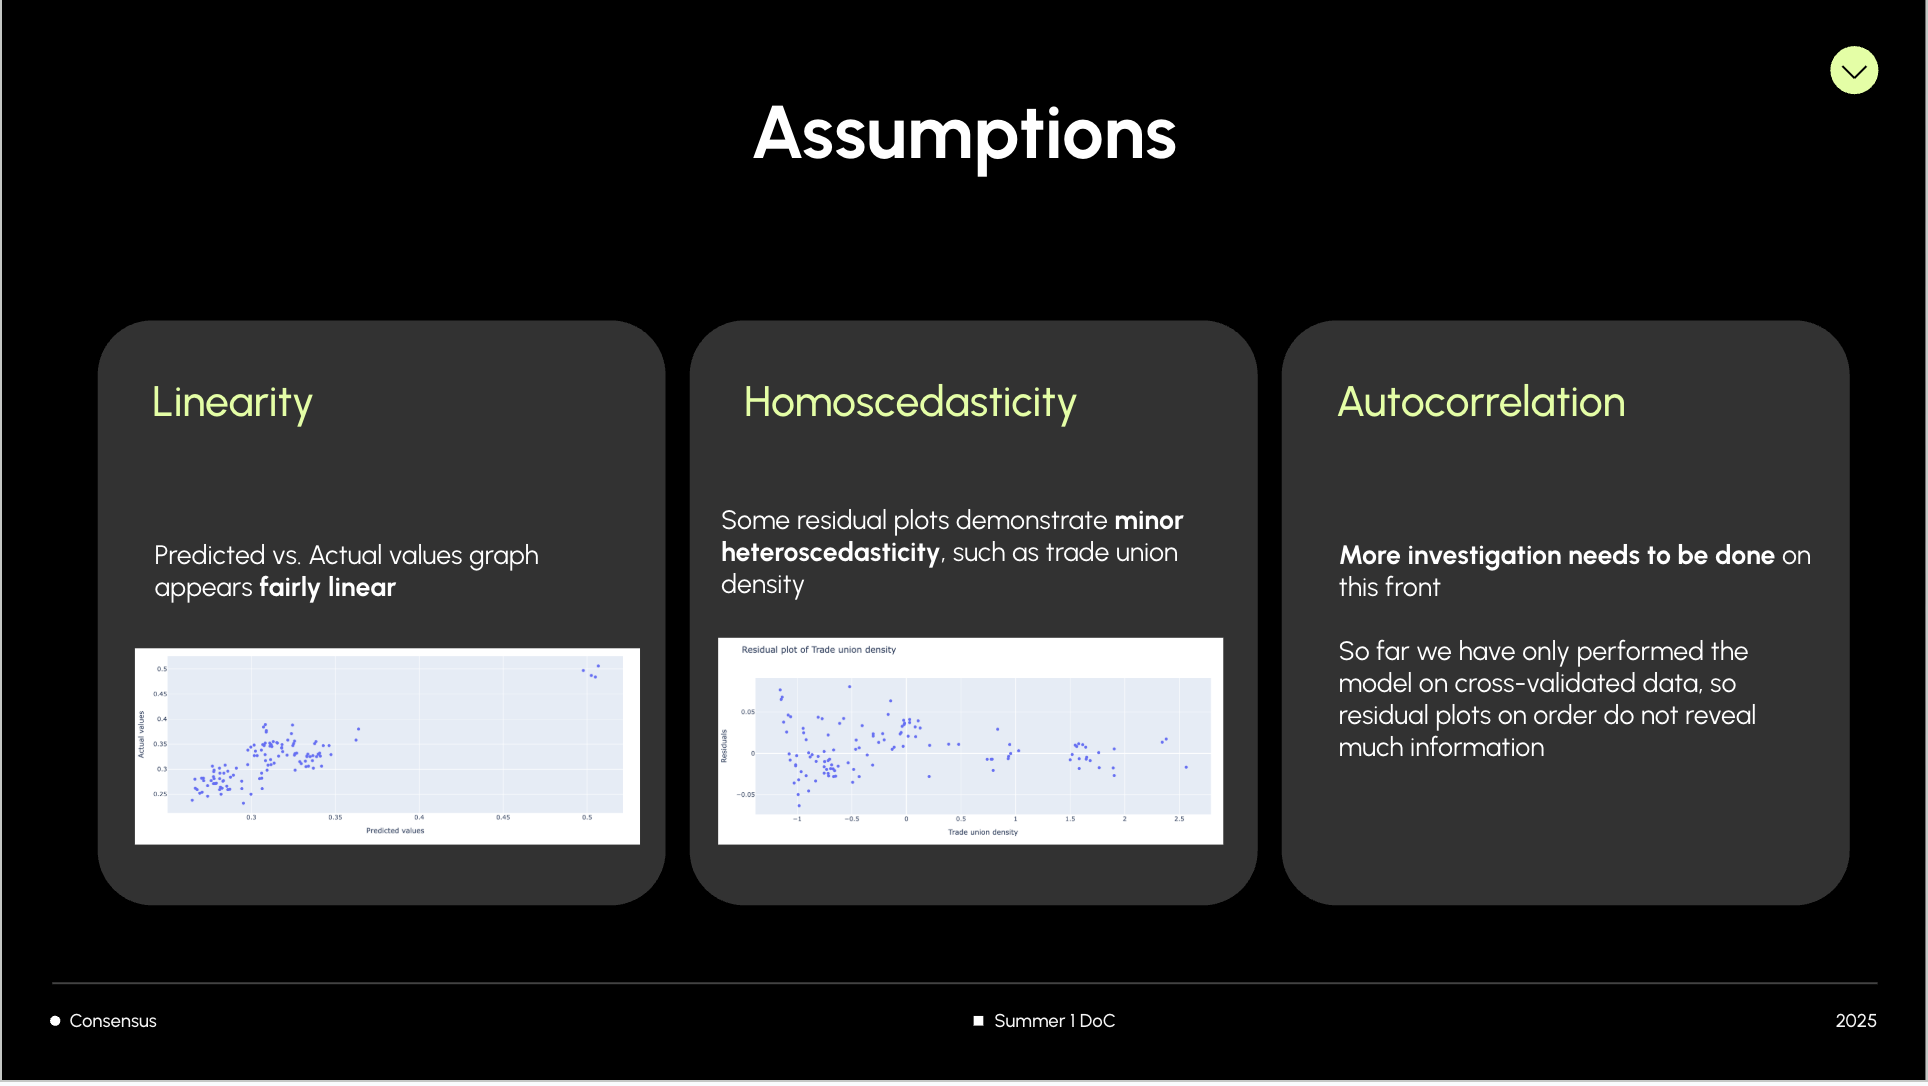 Assumptions
Linearity
Predicted vs. Actual values graph
appears fairly linear
0.5
0.45
0.4
0.35
0.3
0.25
Actual values
0.3
0.35
0.4
0.45
0.5
Predicted values
Homoscedasticity
Some residual plots demonstrate minor
heteroscedasticity, such as trade union
density
Residual plot of Trade union density
0.05
0
−0.05
Residuals
−1
−0.5
0
0.5
1
1.5
2
2.5
Trade union density
Autocorrelation
More investigation needs to be done on
this front
So far we have only performed the
model on cross-validated data, so
residual plots on order do not reveal
much information
Consensus
Summer 1 DoC
2025